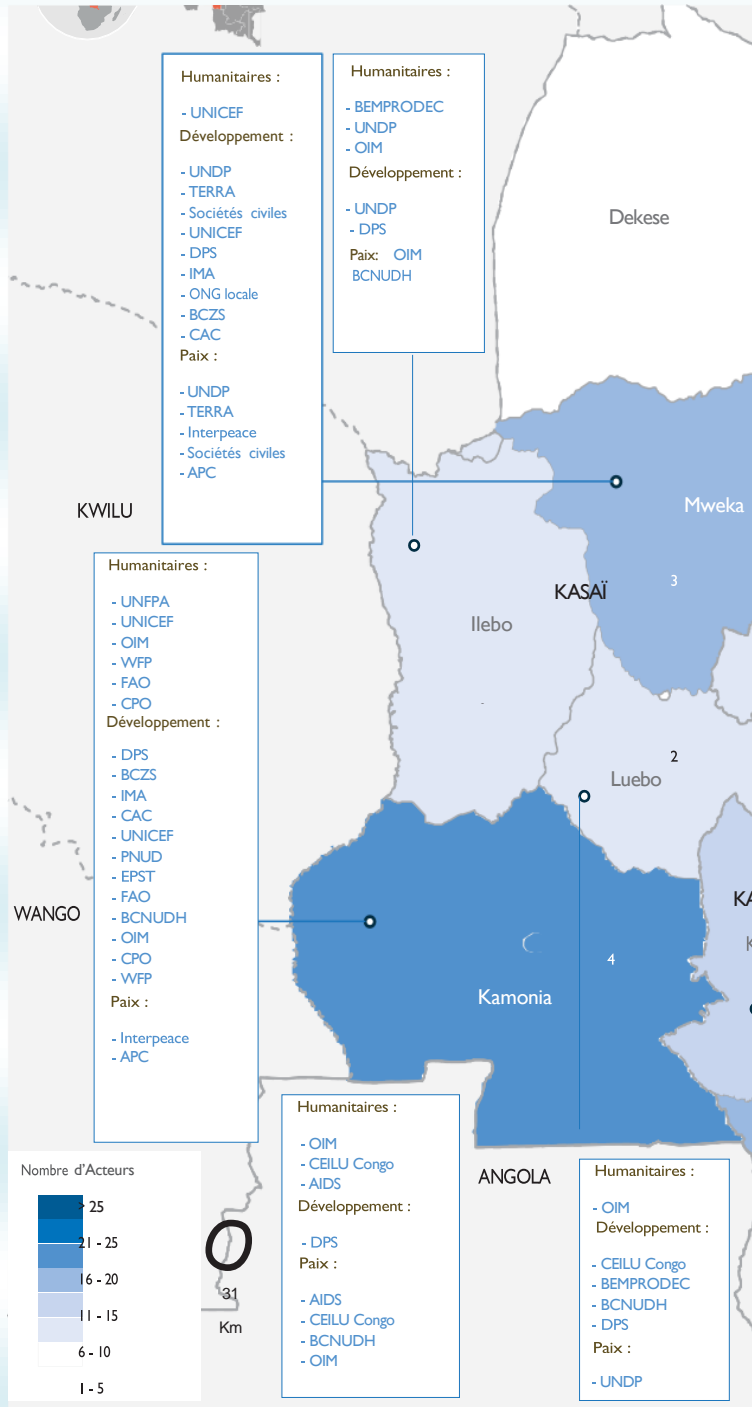 Humanitaires :
- UNICEF
Développement :
- UNDP
- TERRA
- Sociétés civiles
- UNICEF
- DPS
- IMA
- ONG locale
- BCZS
- CAC
Paix :
- UNDP
- TERRA
- Interpeace
- Sociétés civiles
- APC
Humanitaires :
- BEMPRODEC
- UNDP
- OIM
Développement :
- UNDP
- DPS
Paix: OIM
BCNUDH
Dekese
Mweka
3
KWILU
KASAÏ
Ilebo
2
Luebo
Humanitaires :
- UNFPA
- UNICEF
- OIM
- WFP
- FAO
- CPO
Développement :
- DPS
- BCZS
- IMA
- CAC
- UNICEF
- PNUD
- EPST
- FAO
- BCNUDH
- OIM
- CPO
- WFP
Paix :
- Interpeace
- APC
WANGO
KA
K
4
Kamonia
ANGOLA
Humanitaires :
- OIM
- CEILU Congo
- AIDS
Développement :
- DPS
Paix :
- AIDS
- CEILU Congo
- BCNUDH
- OIM
Humanitaires :
- OIM
Développement :
- CEILU Congo
- BEMPRODEC
- BCNUDH
- DPS
Paix :
- UNDP
Nombre d'Acteurs
> 25
21 - 25
16 - 20
11 - 15
6 - 10
1 - 5
0
31
Km